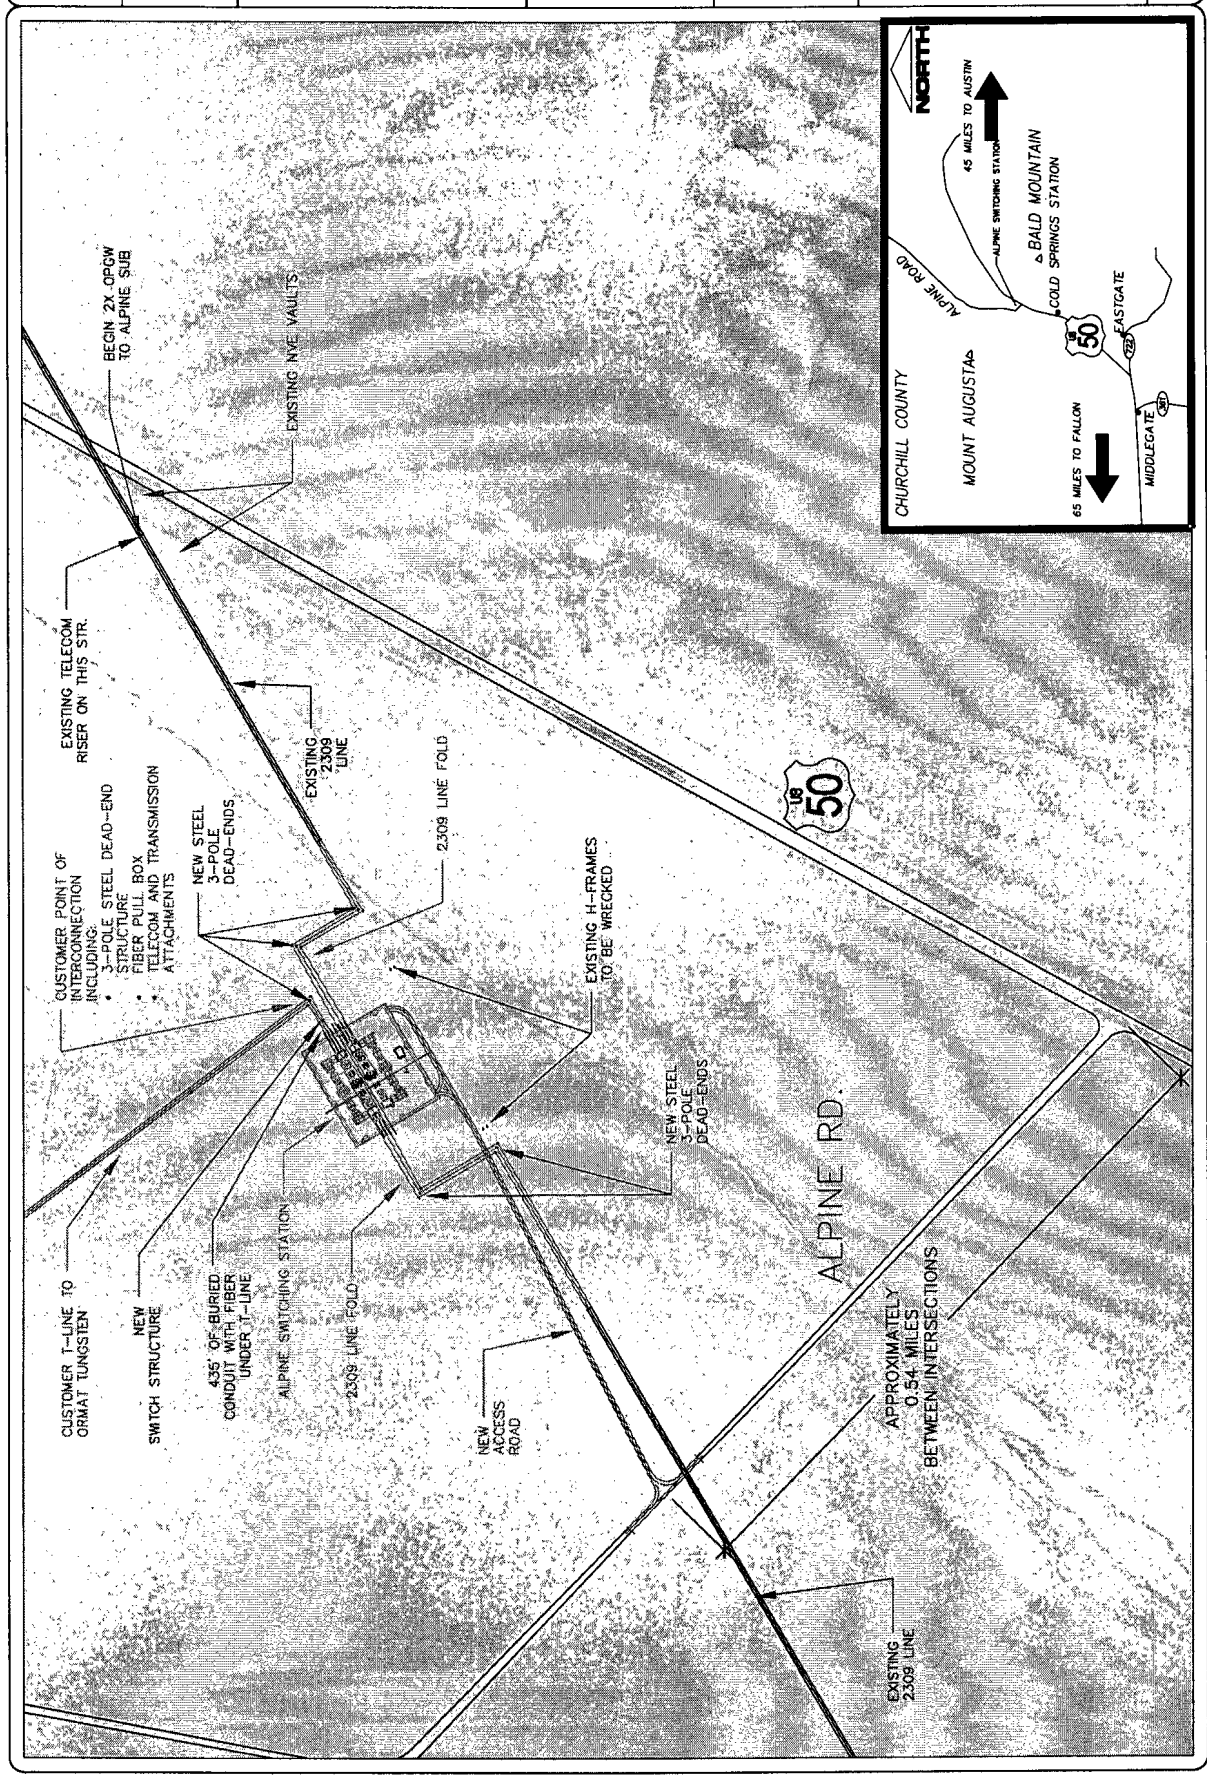 CUSTOMER T-LINE TO
ORMAT TUNGSTEN
NEW
SWITCH STRUCTURE
435' OF BURIED
CONDUIT WITH FIBER
UNDER T-LINE
ALPINE SWITCHING STATION
2309 LINE FOLD
NEW
ACCESS
ROAD
CUSTOMER POINT OF
INTERCONNECTION
INCLUDING:
• 3-POLE STEEL DEAD-END
STRUCTURE
• FIBER PULL BOX
• TELECOM AND TRANSMISSION
ATTACHMENTS
NEW STEEL
3-POLE
DEAD-ENDS
EXISTING TELECOM
RISER ON THIS STR.
EXISTING
2309
LINE
2309 LINE FOLD
BEGIN 2X OPGW
TO ALPINE SUB
EXISTING NVE VAULTS
EXISTING H-FRAMES
TO BE WRECKED
NEW STEEL
3-POLE
DEAD-ENDS
US
50
ALPINE RD.
APPROXIMATELY
0.54 MILES
BETWEEN INTERSECTIONS
EXISTING
2309 LINE
NORTH
CHURCHILL COUNTY
ALPINE ROAD
45 MILES TO AUSTIN
ALPINE SWITCHING STATION
MOUNT AUGUSTA
BALD MOUNTAIN
COLD SPRINGS STATION
US
50
65 MILES TO FALLON
EASTGATE
722
MIDDLEGATE
361